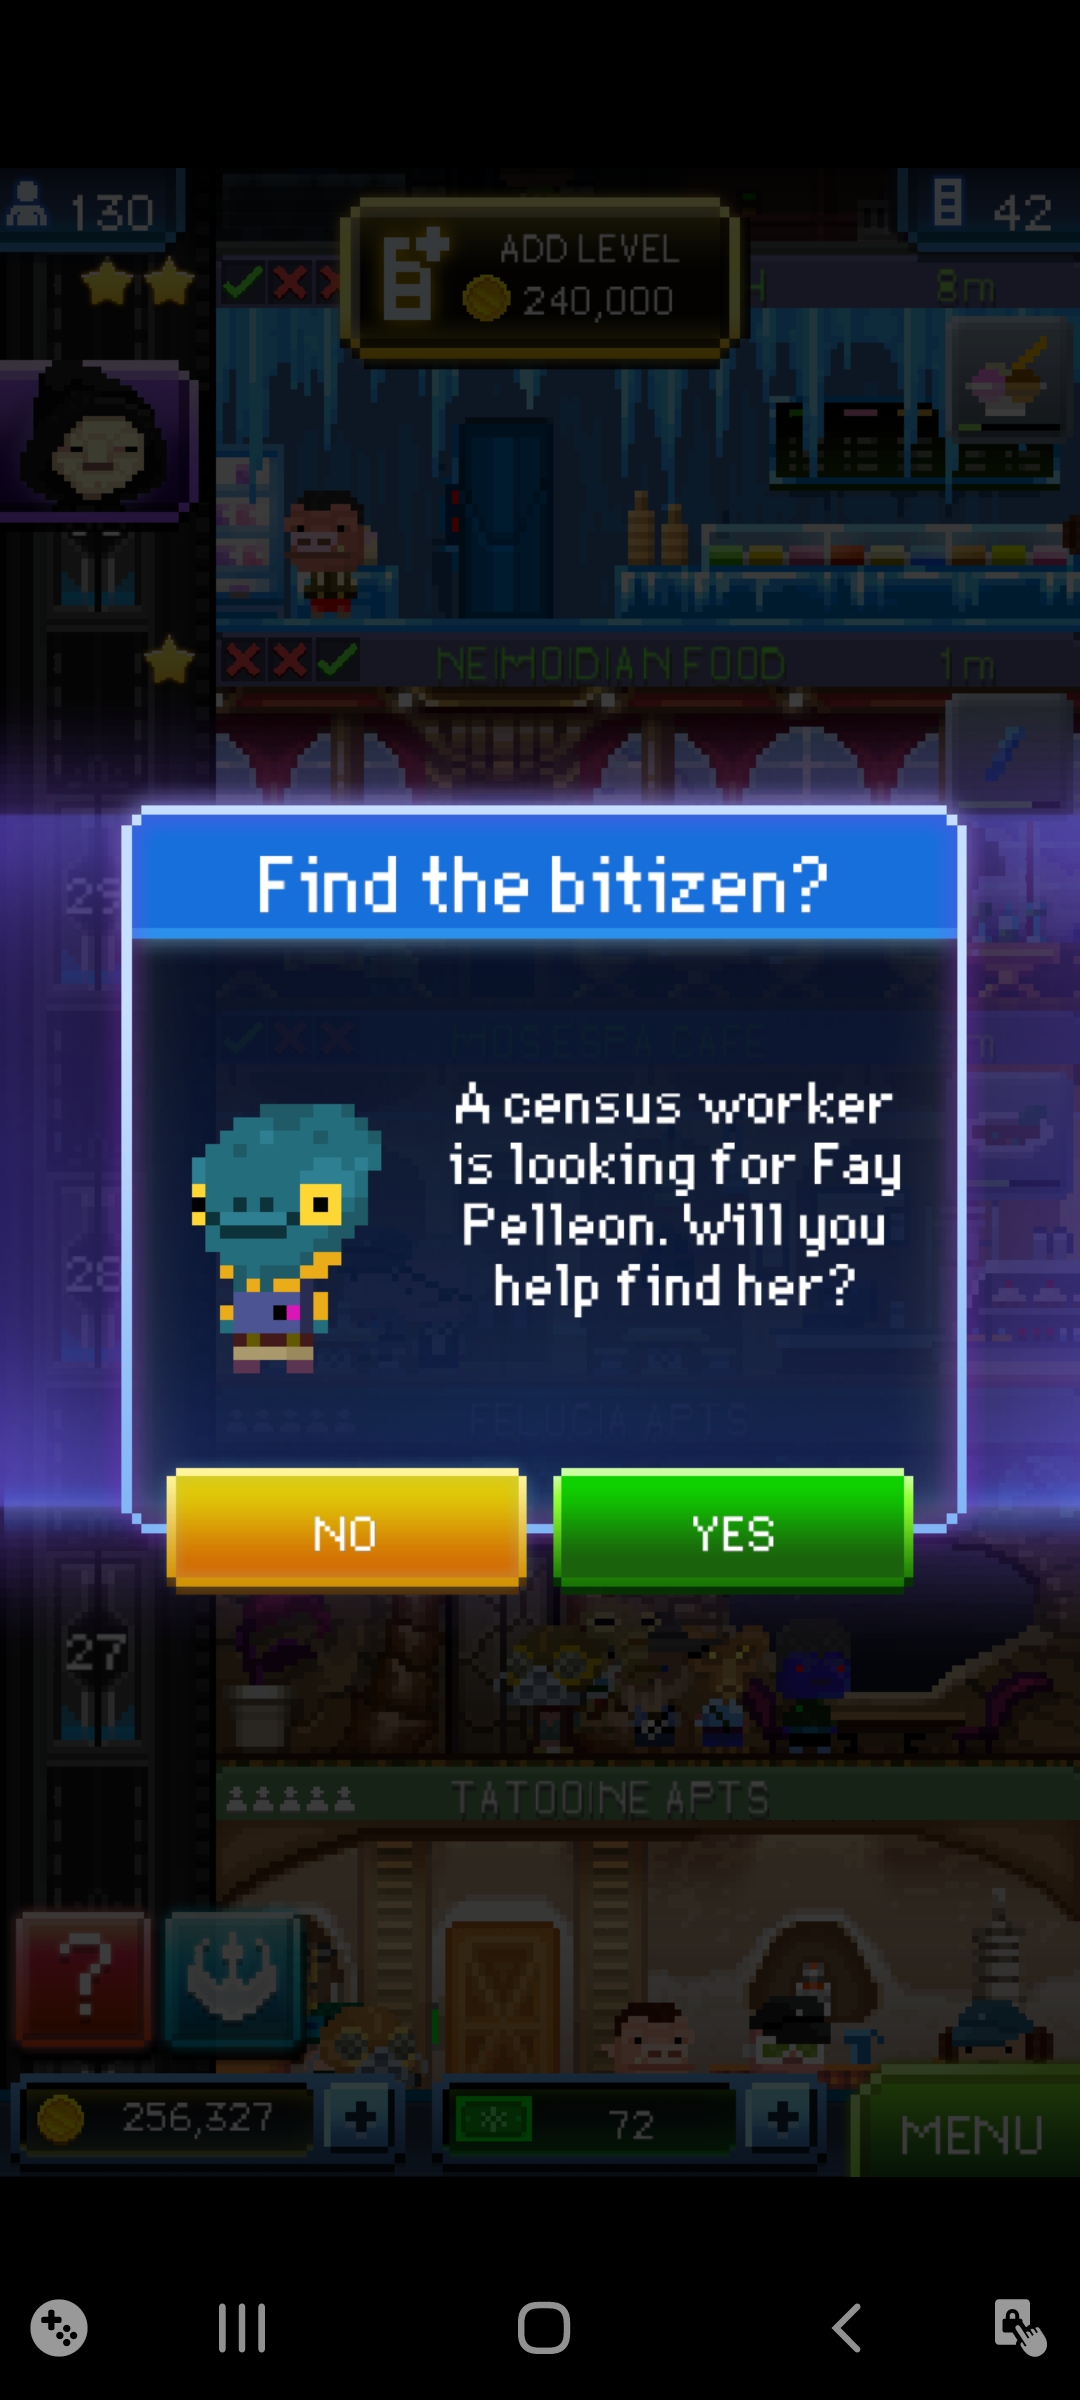 130
42
ADD LEVEL
240,000
8m
NEIMOIDIAN FOOD
1m
29
Find the bitizen?
MOS ESPA CAFE
m
A census worker
is looking for Fay
Pelleon. Will you
help find her?
28
FELUCIA APTS
NO
YES
27
TATOOINE APTS
?
256,327
72
MENU